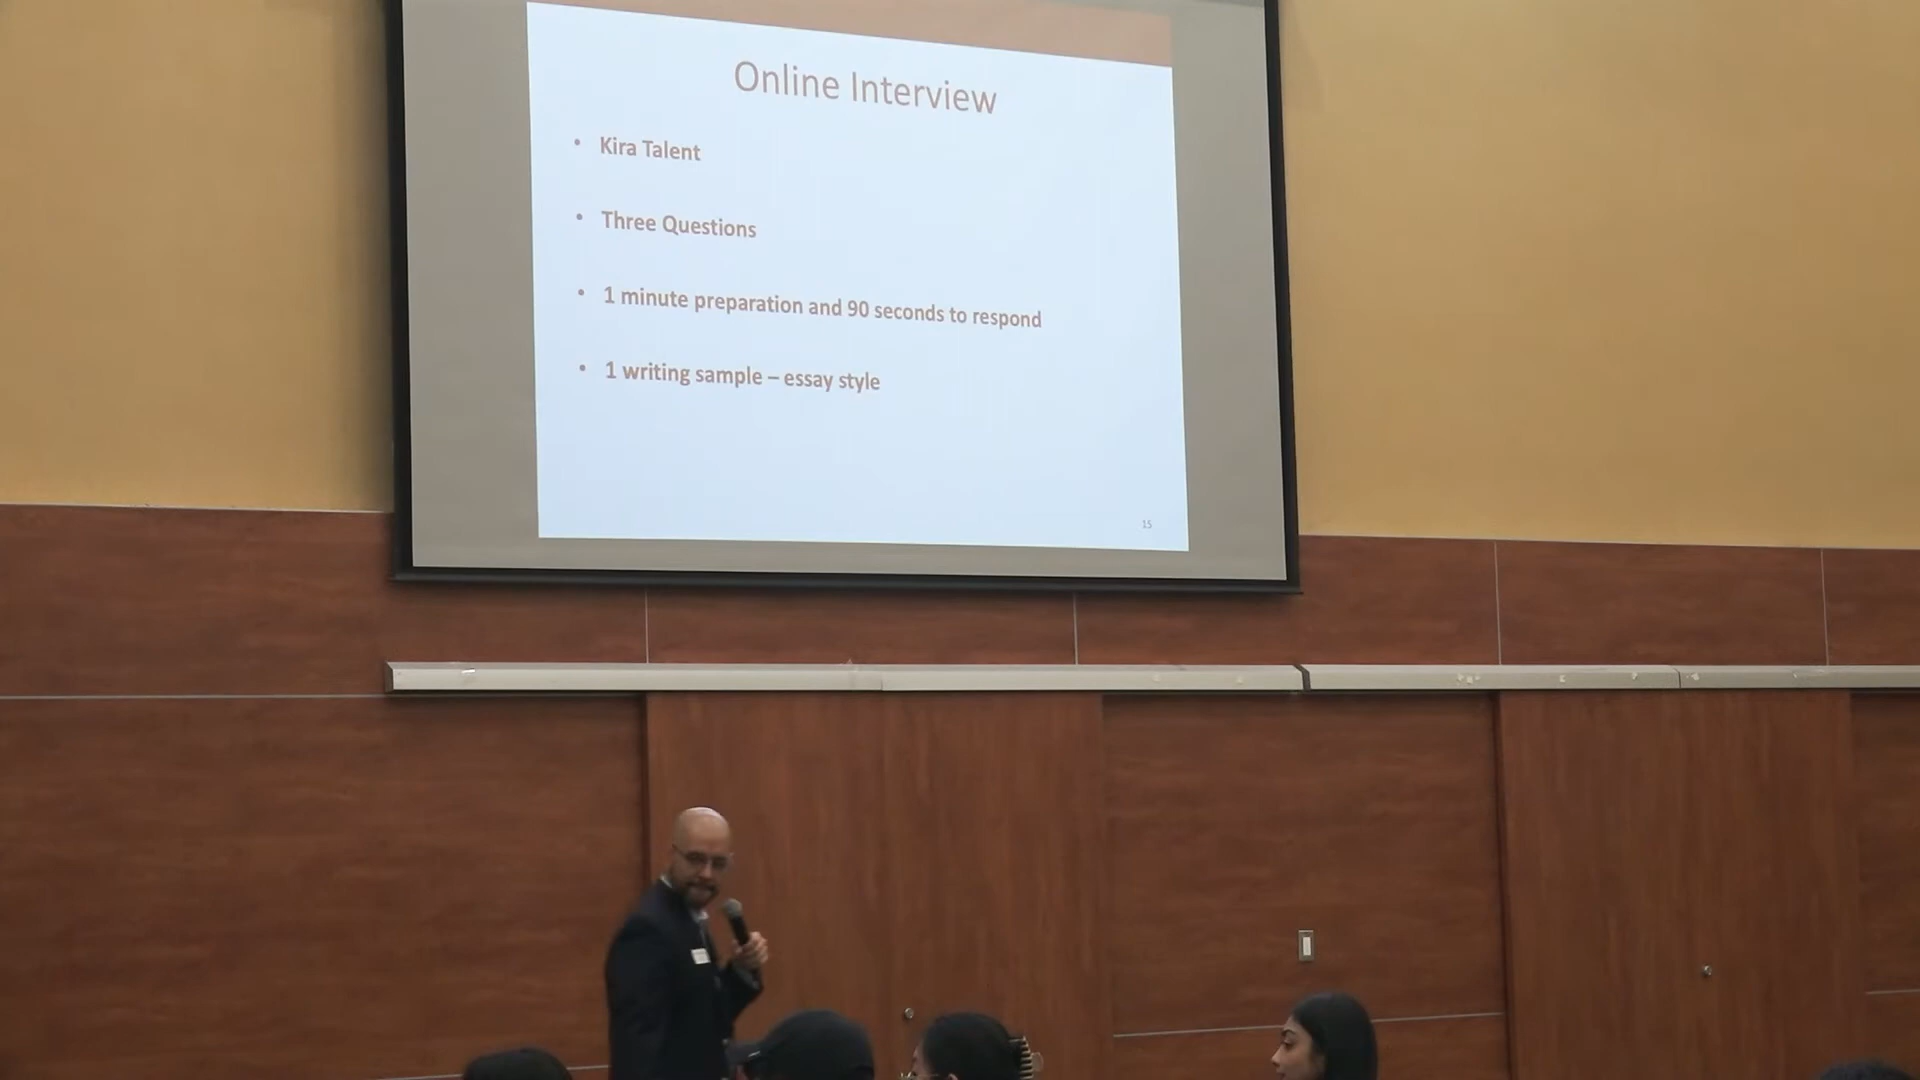 Online Interview
• Kira Talent
• Three Questions
• 1 minute preparation and 90 seconds to respond
• 1 writing sample – essay style
15